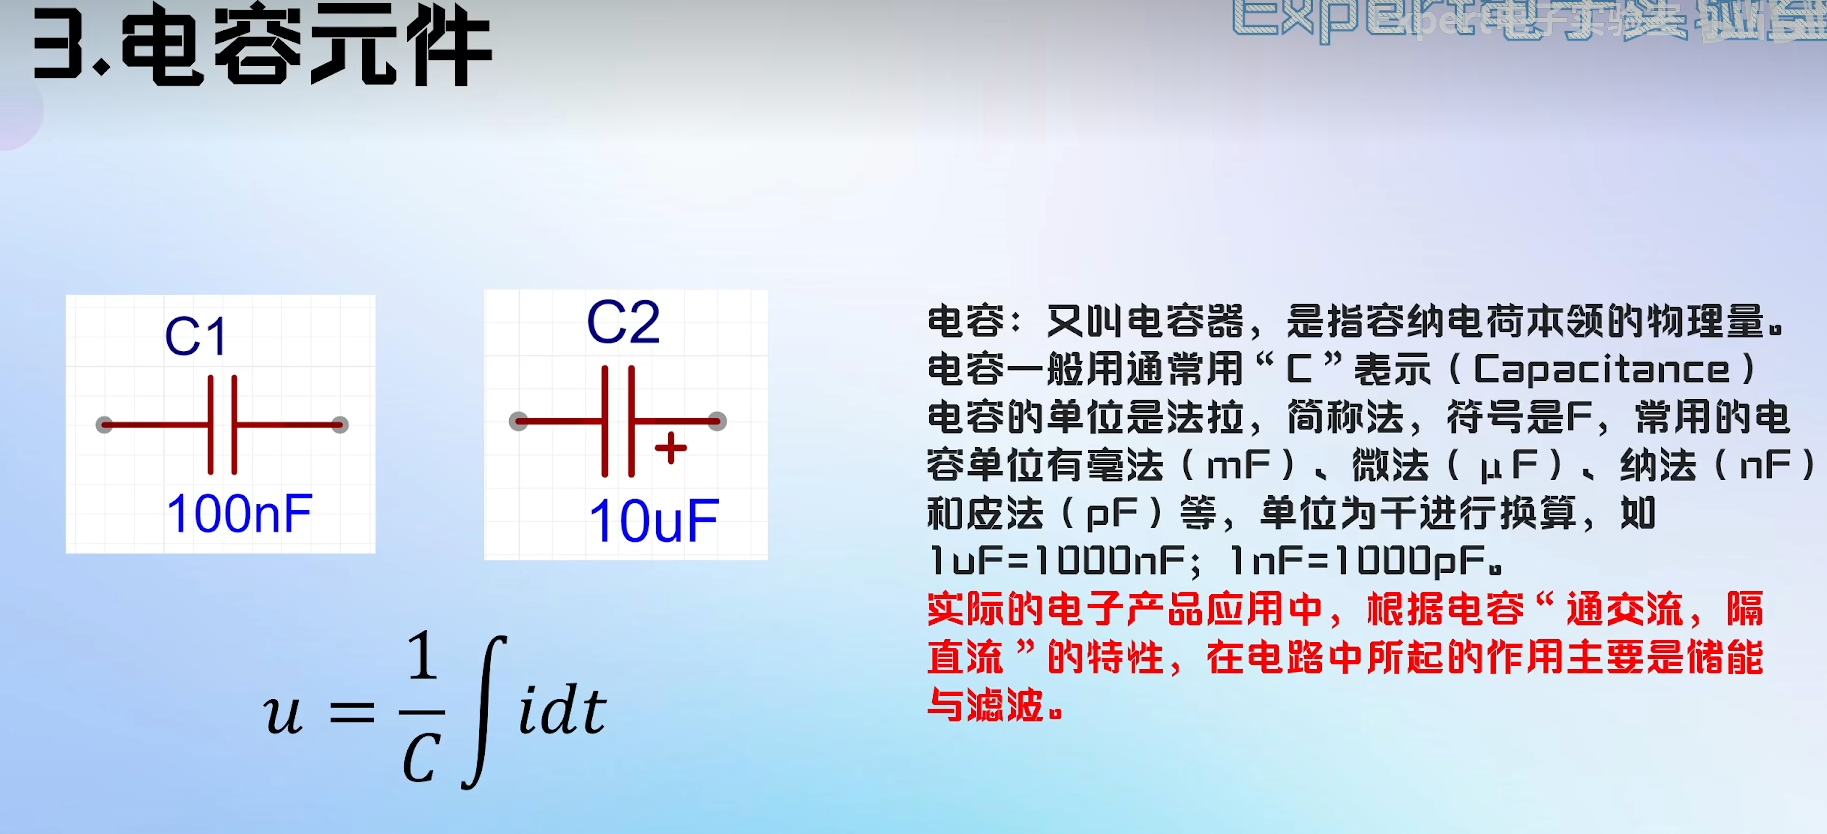 3.电容元件
Expert电子实验室
C1
100nF
C2
10uF
u = 1/C ∫ idt
电容：又叫电容器，是指容纳电荷本领的物理量。
电容一般用通常用“C”表示（Capacitance）
电容的单位是法拉，简称法，符号是F，常用的电
容单位有毫法（mF）、微法（μF）、纳法（nF）
和皮法（pF）等，单位为千进行换算，如
1uF=1000nF；1nF=1000pF。
实际的电子产品应用中，根据电容“通交流，隔
直流”的特性，在电路中所起的作用主要是储能
与滤波。